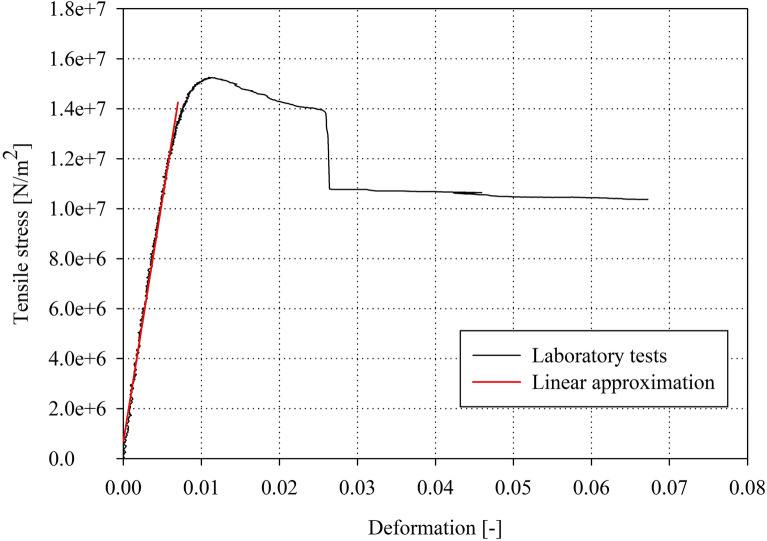 1.8e+7
1.6e+7
1.4e+7
1.2e+7
1.0e+7
8.0e+6
6.0e+6
4.0e+6
2.0e+6
0.0
Tensile stress [N/m²]
Laboratory tests
Linear approximation
0.00 0.01 0.02 0.03 0.04 0.05 0.06 0.07 0.08
Deformation [-]